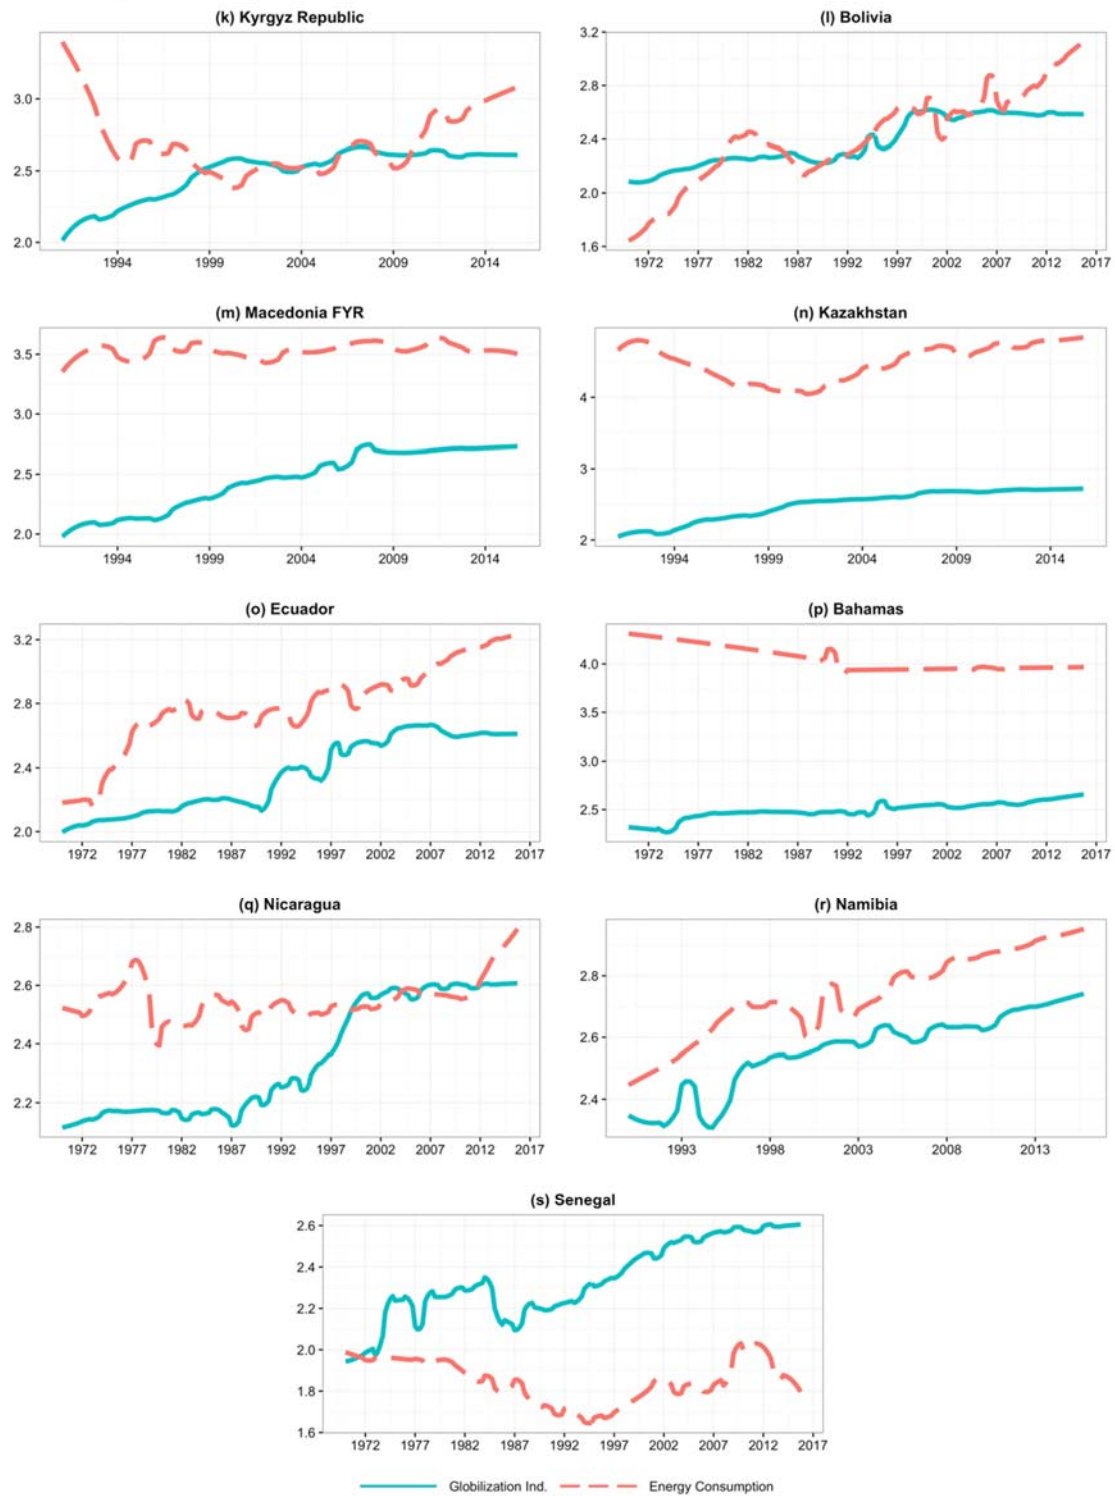 (k) Kyrgyz Republic
3.0
2.5
2.0
1994 1999 2004 2009 2014
(l) Bolivia
3.2
2.8
2.4
2.0
1.6
1972 1977 1982 1987 1992 1997 2002 2007 2012 2017
(m) Macedonia FYR
3.5
3.0
2.5
2.0
1994 1999 2004 2009 2014
(n) Kazakhstan
4
3
2
1994 1999 2004 2009 2014
(o) Ecuador
3.2
2.8
2.4
2.0
1972 1977 1982 1987 1992 1997 2002 2007 2012 2017
(p) Bahamas
4.0
3.5
3.0
2.5
1972 1977 1982 1987 1992 1997 2002 2007 2012 2017
(q) Nicaragua
2.8
2.6
2.4
2.2
1972 1977 1982 1987 1992 1997 2002 2007 2012 2017
(r) Namibia
2.8
2.6
2.4
1993 1998 2003 2008 2013
(s) Senegal
2.6
2.4
2.2
2.0
1.8
1.6
1972 1977 1982 1987 1992 1997 2002 2007 2012 2017
Globilization Ind. Energy Consumption